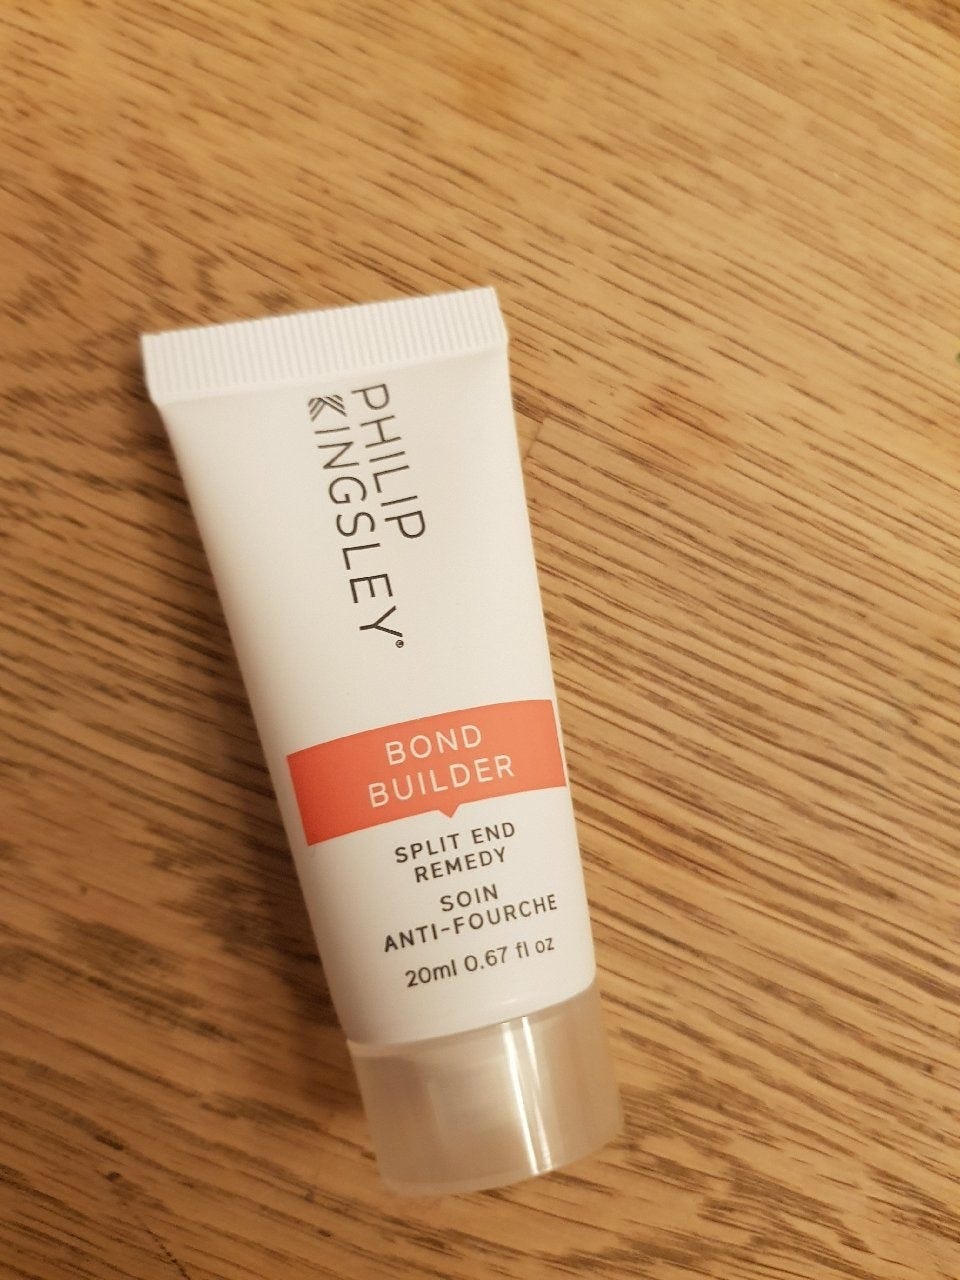 PHILIP
KINGSLEY®
BOND
BUILDER
SPLIT END
REMEDY
SOIN
ANTI-FOURCHE
20ml 0.67 fl oz